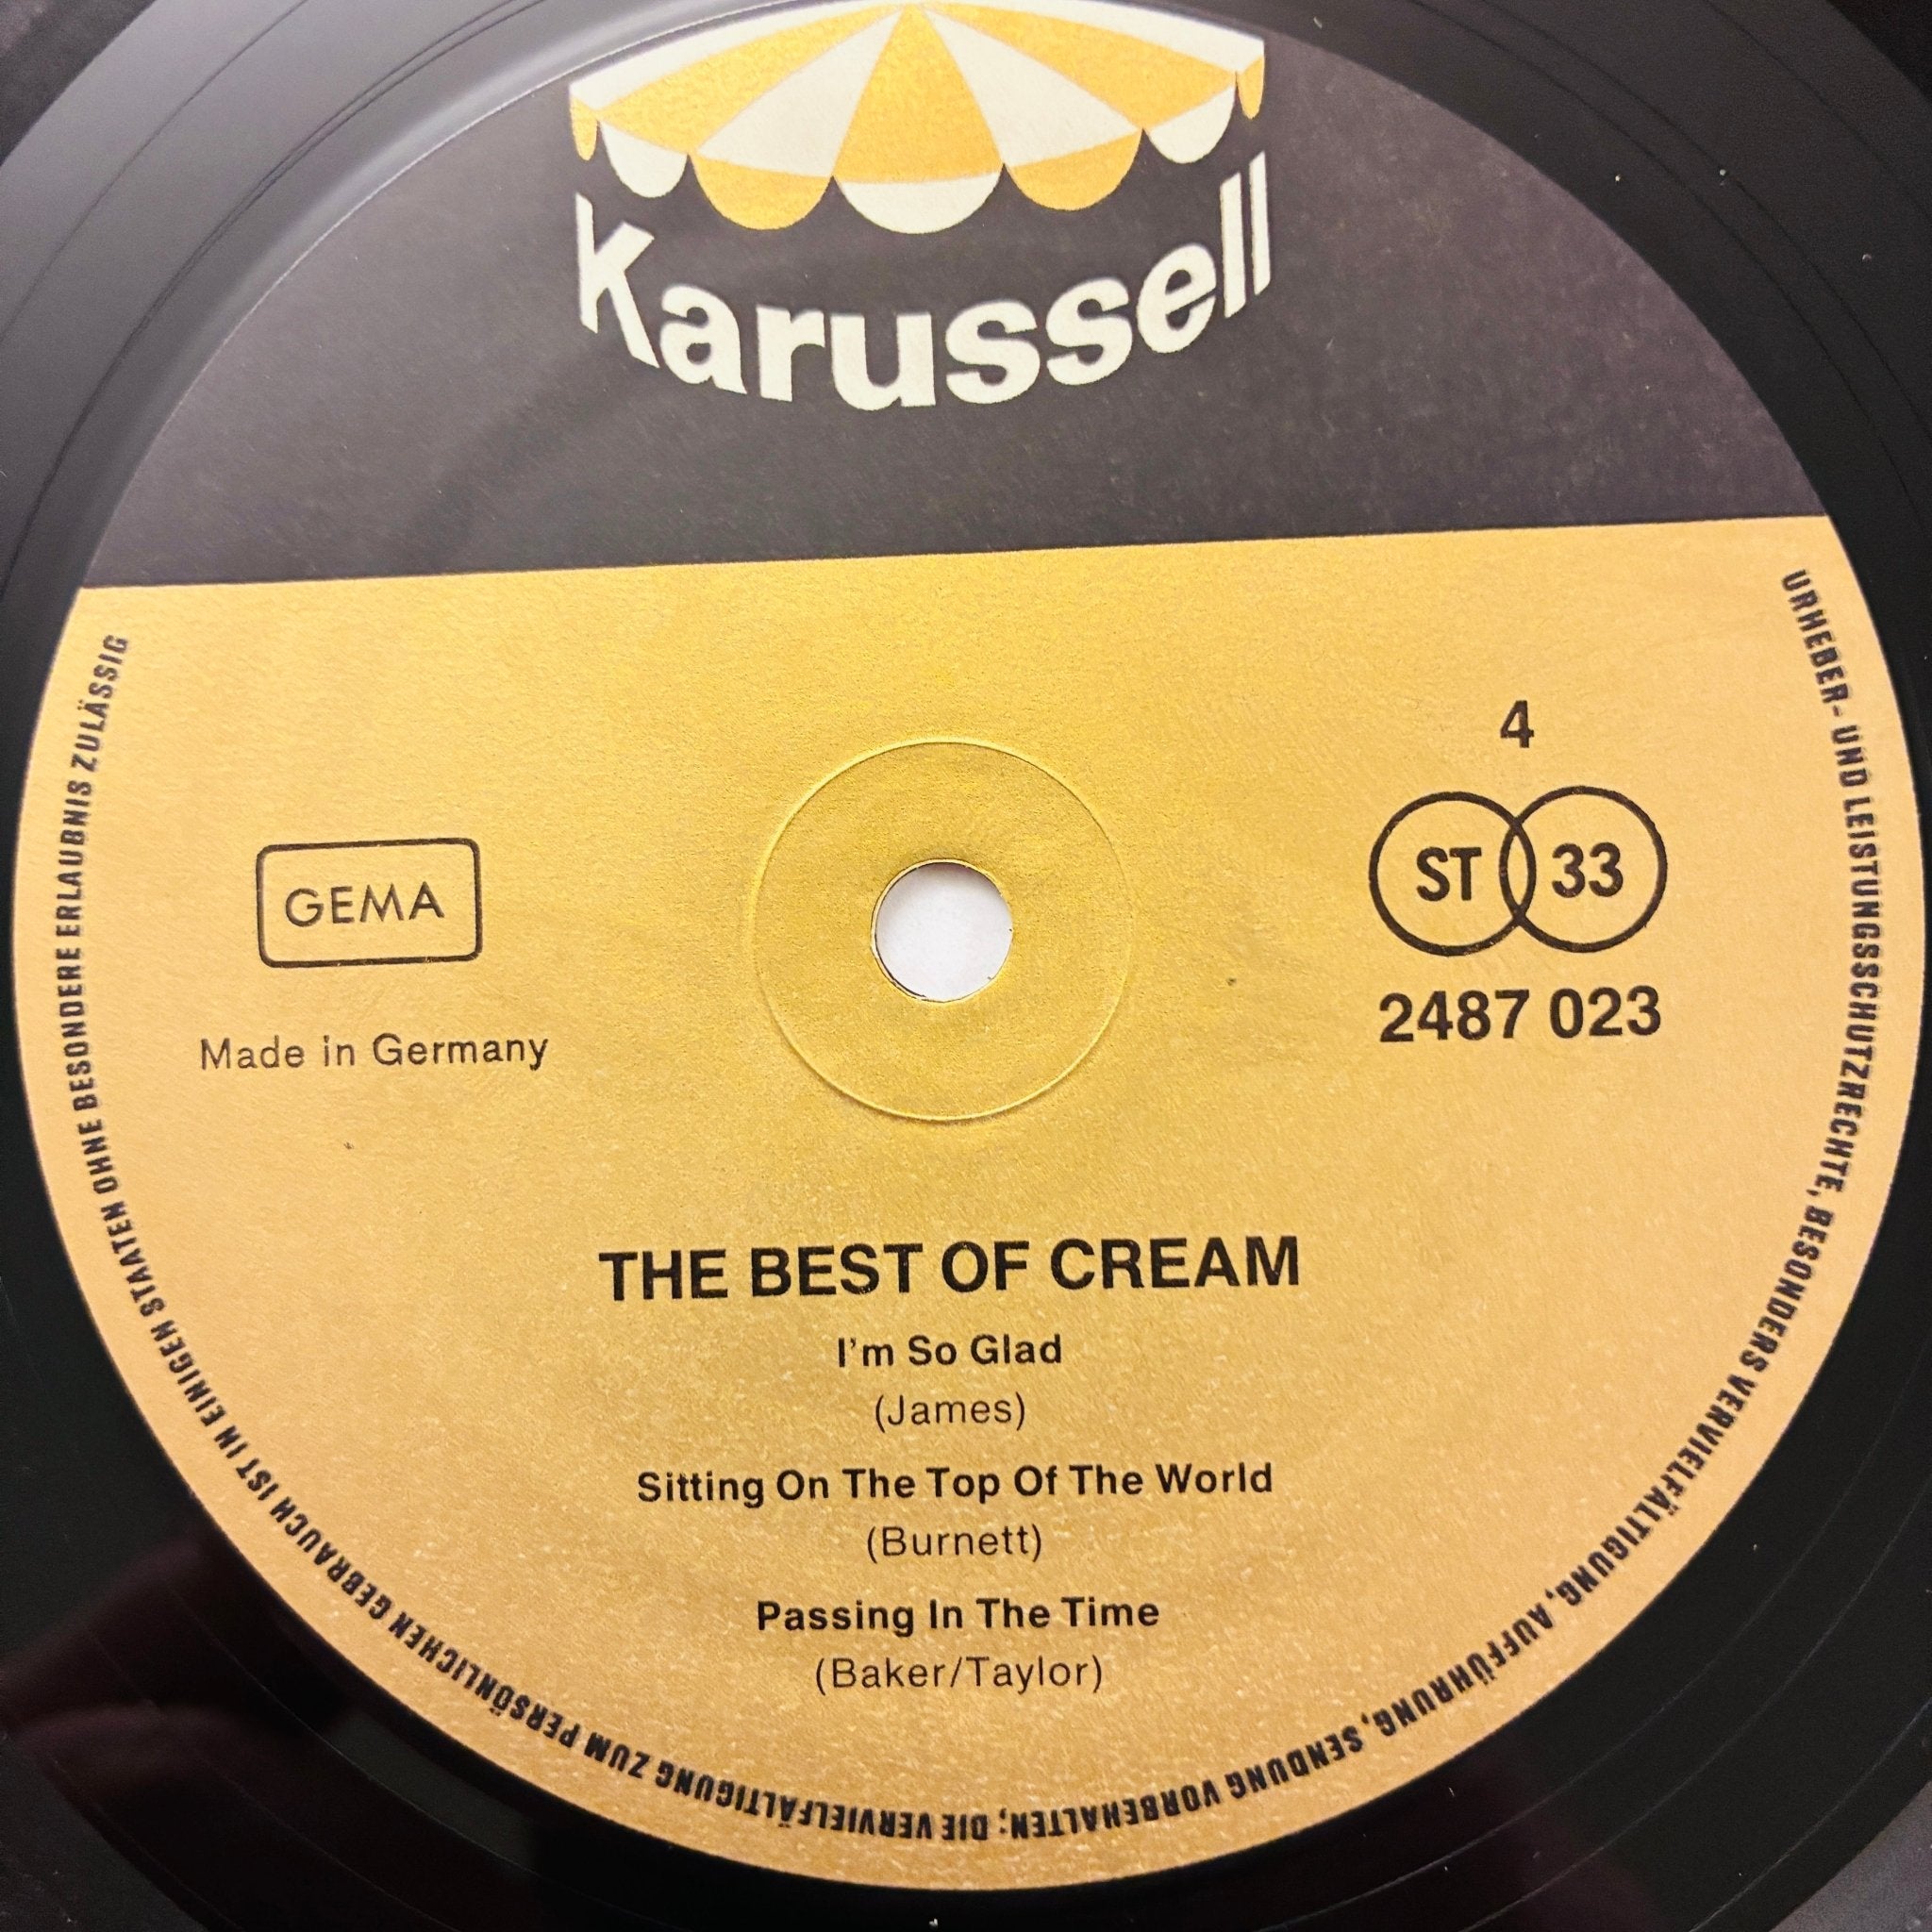 Karussell
4
ST 33
2487 023
GEMA
Made in Germany
THE BEST OF CREAM
I'm So Glad
(James)
Sitting On The Top Of The World
(Burnett)
Passing In The Time
(Baker/Taylor)
URHEBER- UND LEISTUNGSSCHUTZRECHTE, BESONDERS VERVIELFÄLTIGUNG, AUFFÜHRUNG, SENDUNG VORBEHALTEN; DIE VERVIELFÄLTIGUNG ZUM PERSÖNLICHEN GEBRAUCH IST IN EINIGEN STAATEN OHNE BESONDERE ERLAUBNIS ZULÄSSIG